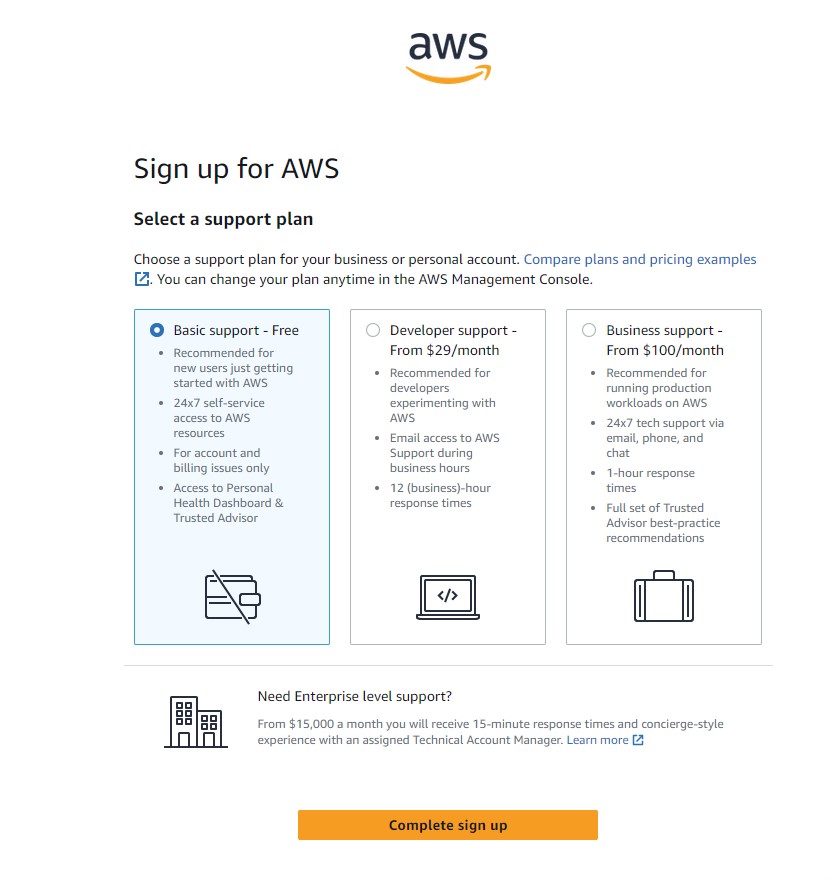 aws
Sign up for AWS
Select a support plan
Choose a support plan for your business or personal account. Compare plans and pricing examples
. You can change your plan anytime in the AWS Management Console.
Basic support - Free
Recommended for
new users just getting
started with AWS
24x7 self-service
access to AWS
resources
For account and
billing issues only
Access to Personal
Health Dashboard &
Trusted Advisor
Developer support -
From $29/month
Recommended for
developers
experimenting with
AWS
Email access to AWS
Support during
business hours
12 (business)-hour
response times
</>
Business support -
From $100/month
Recommended for
running production
workloads on AWS
24x7 tech support via
email, phone, and
chat
1-hour response
times
Full set of Trusted
Advisor best-practice
recommendations
Need Enterprise level support?
From $15,000 a month you will receive 15-minute response times and concierge-style
experience with an assigned Technical Account Manager. Learn more
Complete sign up